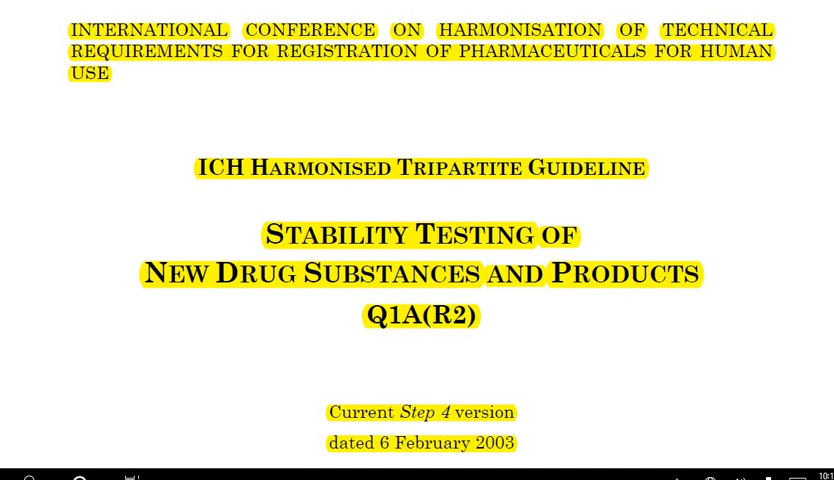 INTERNATIONAL CONFERENCE ON HARMONISATION OF TECHNICAL
REQUIREMENTS FOR REGISTRATION OF PHARMACEUTICALS FOR HUMAN
USE
ICH HARMONISED TRIPARTITE GUIDELINE
STABILITY TESTING OF
NEW DRUG SUBSTANCES AND PRODUCTS
Q1A(R2)
Current Step 4 version
dated 6 February 2003